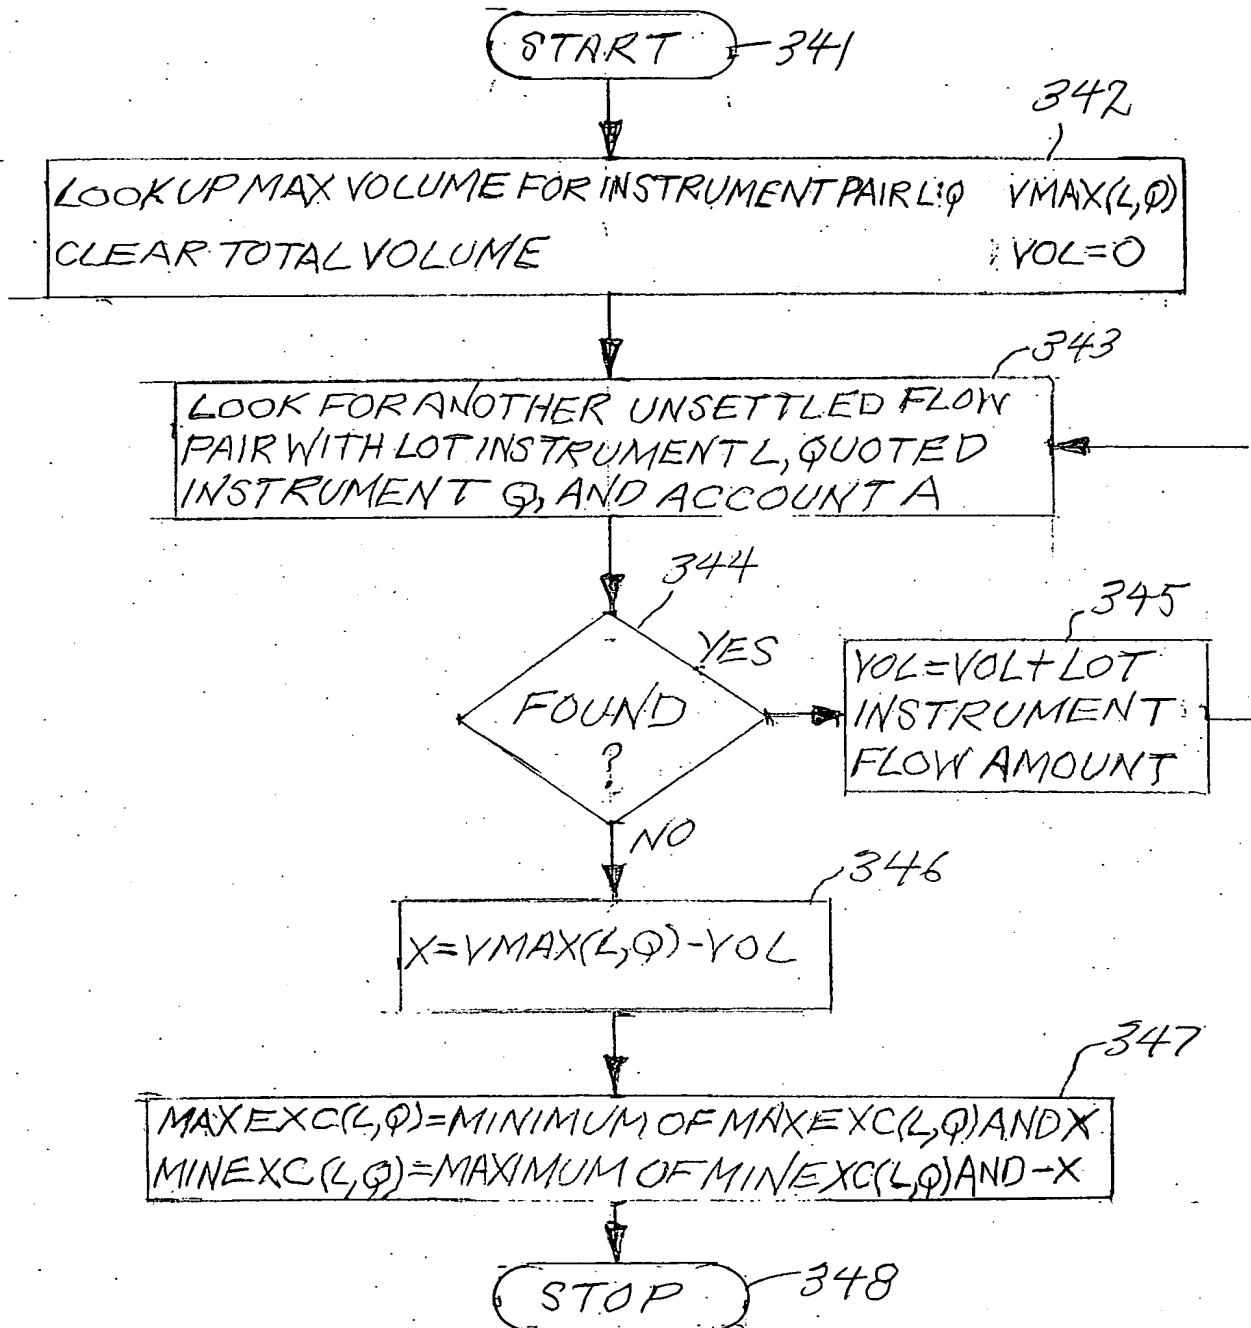 START
341
342
LOOK UP MAX VOLUME FOR INSTRUMENT PAIR L:Q VMAX(L,Q)
CLEAR TOTAL VOLUME VOL=0
343
LOOK FOR ANOTHER UNSETTLED FLOW
PAIR WITH LOT INSTRUMENT L, QUOTED
INSTRUMENT Q, AND ACCOUNT A
344
YES
FOUND
?
345
VOL=VOL+LOT
INSTRUMENT
FLOW AMOUNT
NO
346
X=VMAX(L,Q)-VOL
347
MAXEXC(L,Q)=MINIMUM OF MAXEXC(L,Q) AND X
MINEXC(L,Q)=MAXIMUM OF MINEXC(L,Q) AND -X
STOP
348